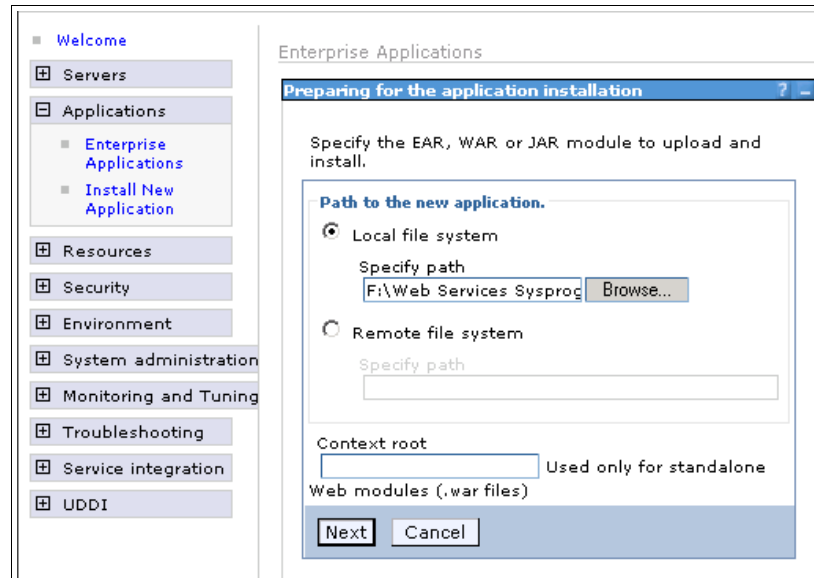 Welcome
Servers
Applications
Enterprise
Applications
Install New
Application
Resources
Security
Environment
System administration
Monitoring and Tuning
Troubleshooting
Service integration
UDDI
Enterprise Applications
Preparing for the application installation
? –
Specify the EAR, WAR or JAR module to upload and
install.
Path to the new application.
Local file system
Specify path
F:\Web Services Sysprog Browse...
Remote file system
Specify path
Context root
Used only for standalone
Web modules (.war files)
Next Cancel